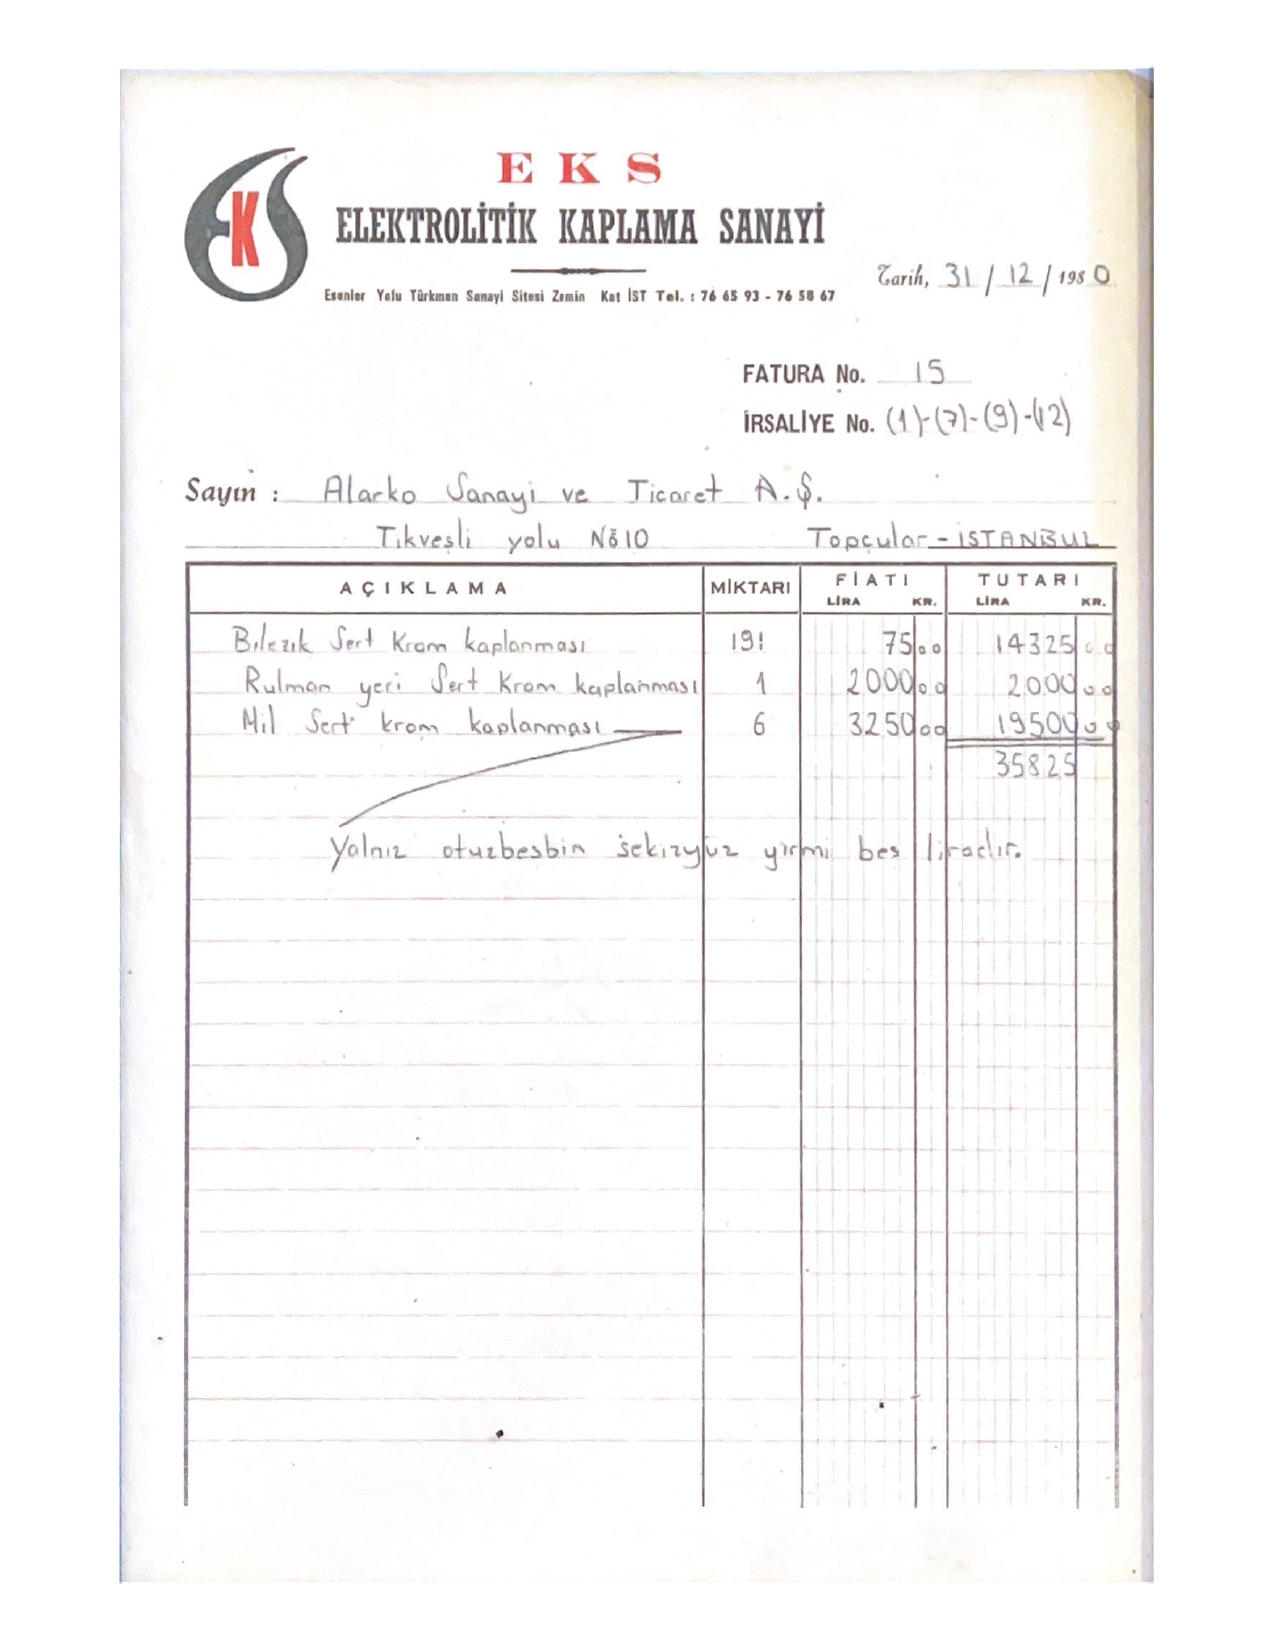 EKS
E K S
ELEKTROLİTİK KAPLAMA SANAYİ
Esenler Yolu Türkmen Sanayi Sitesi Zemin Kat İST Tel. : 76 65 93 - 76 58 67
Tarih, 31 / 12 / 1980
FATURA No. 15
İRSALİYE No. (1)-(7)-(9)-(12)
Sayın : Alarko Sanayi ve Ticaret A.Ş.
Tikveşli yolu No 10 Topçular - İSTANBUL
AÇIKLAMA MİKTARI FİATI LİRA KR. TUTARI LİRA KR.
Bilezik Sert Krom kaplanması 191 75 00 14325 00
Rulman yeri Sert Krom kaplanması 1 2000 00 2000 00
Mil Sert krom kaplanması 6 3250 00 19500 00
35825
Yalnız otuzbeşbin sekizyüz yirmi beş liradır.